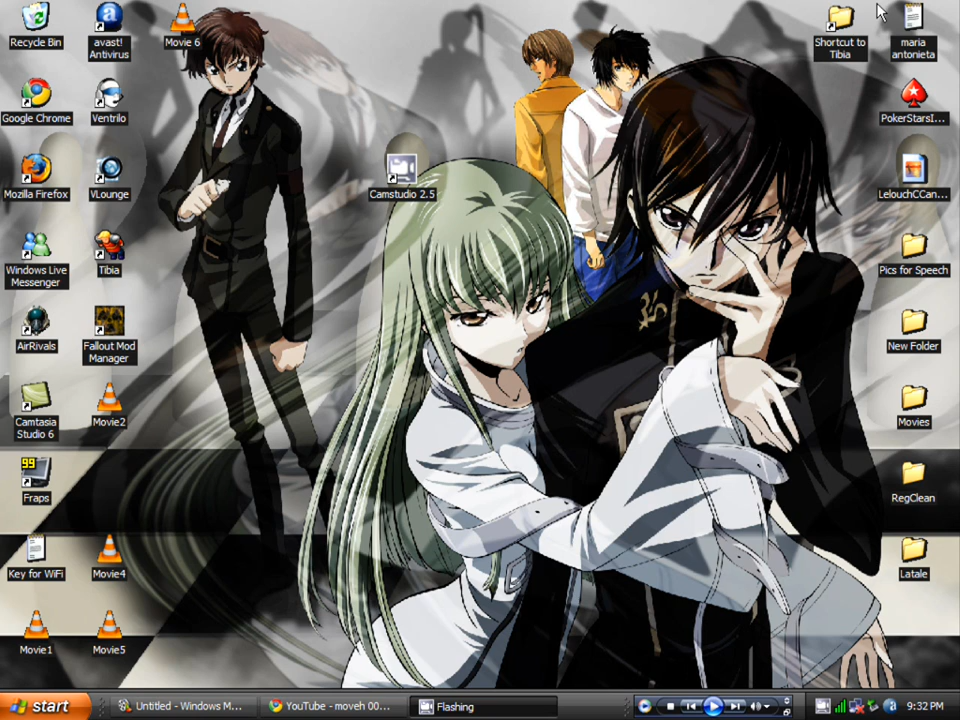 Recycle Bin
avast!
Antivirus
Movie 6
Shortcut to
Tibia
maria
antonieta
Google Chrome
Ventrilo
PokerStarsI...
Mozilla Firefox
VLounge
Camstudio 2.5
LelouchCCan...
Windows Live
Messenger
Tibia
Pics for Speech
AirRivals
Fallout Mod
Manager
New Folder
Camtasia
Studio 6
Movie2
Movies
99
Fraps
RegClean
Key for WiFi
Movie4
Latale
Movie1
Movie5
start
Untitled - Windows M...
YouTube - moveh 00...
Flashing
9:32 PM